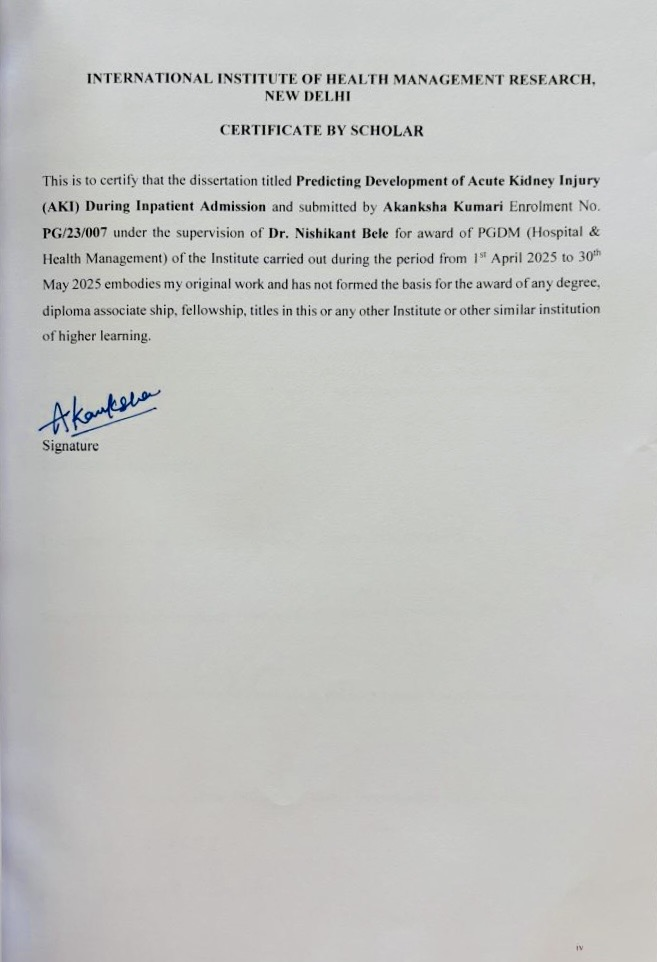 INTERNATIONAL INSTITUTE OF HEALTH MANAGEMENT RESEARCH,
NEW DELHI
CERTIFICATE BY SCHOLAR
This is to certify that the dissertation titled Predicting Development of Acute Kidney Injury
(AKI) During Inpatient Admission and submitted by Akanksha Kumari Enrolment No.
PG/23/007 under the supervision of Dr. Nishikant Bele for award of PGDM (Hospital &
Health Management) of the Institute carried out during the period from 1st April 2025 to 30th
May 2025 embodies my original work and has not formed the basis for the award of any degree,
diploma associate ship, fellowship, titles in this or any other Institute or other similar institution
of higher learning.
Akanksha
Signature
iv